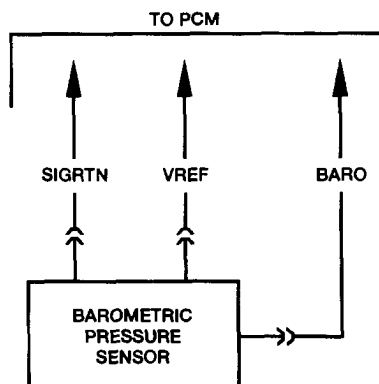 TO PCM
SIGRTN VREF BARO
BAROMETRIC
PRESSURE
SENSOR